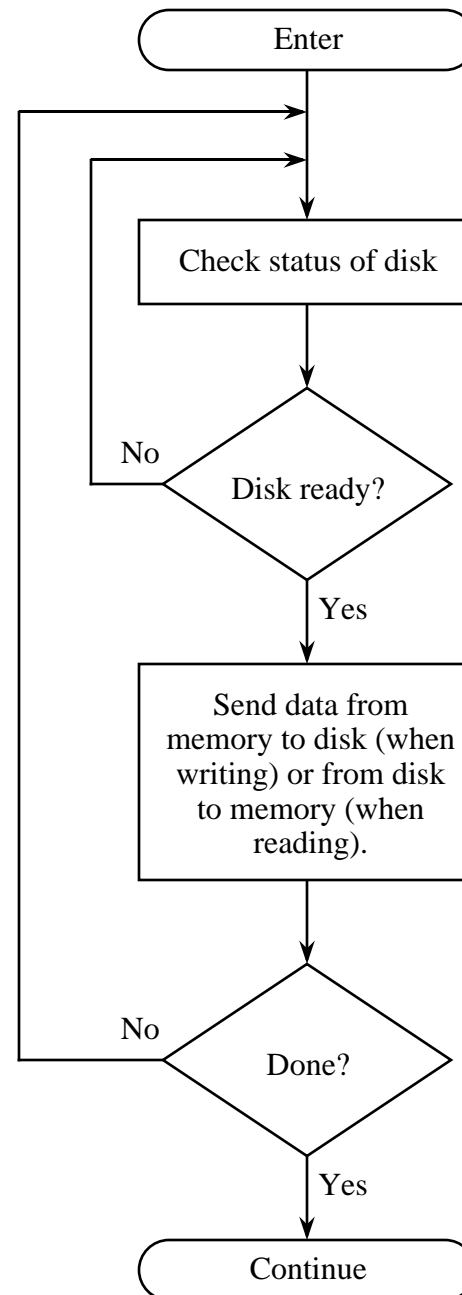 Enter
Check status of disk
No
Disk ready?
Yes
Send data from
memory to disk (when
writing) or from disk
to memory (when
reading).
No
Done?
Yes
Continue